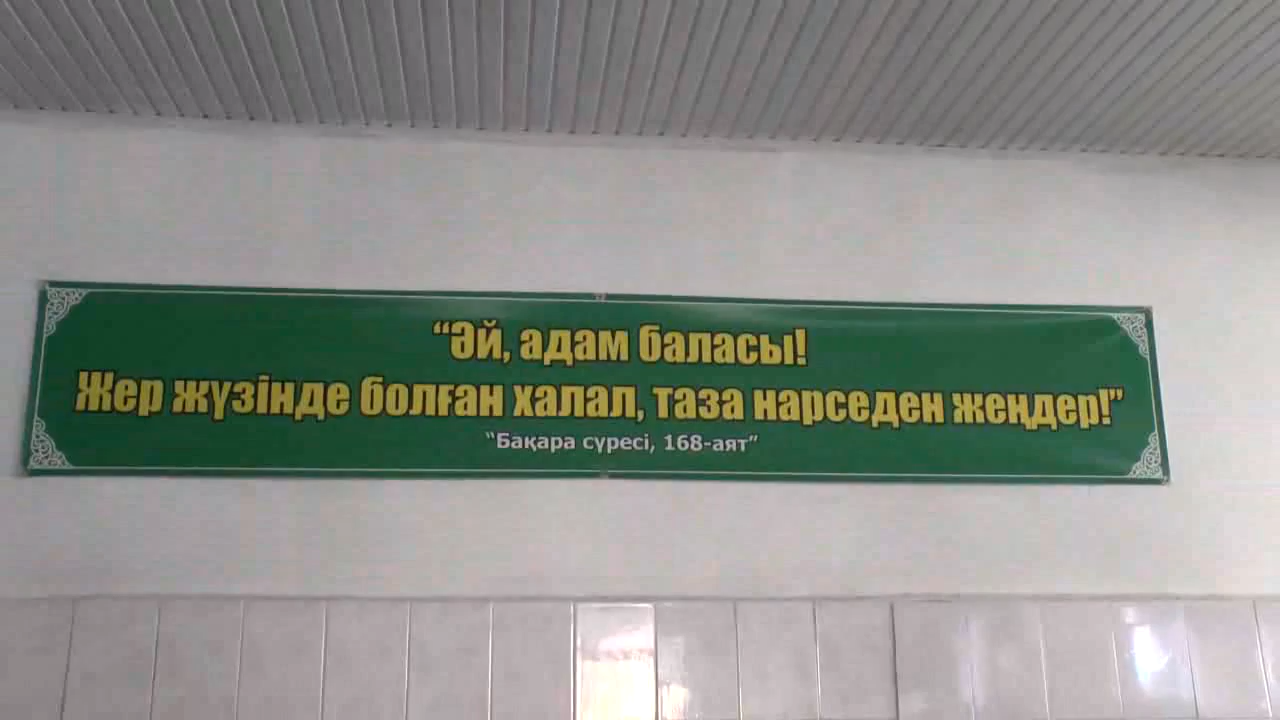 “Әй, адам баласы!
Жер жүзінде болған халал, таза нарседен жеңдер!”
“Бақара сүресі, 168-аят”